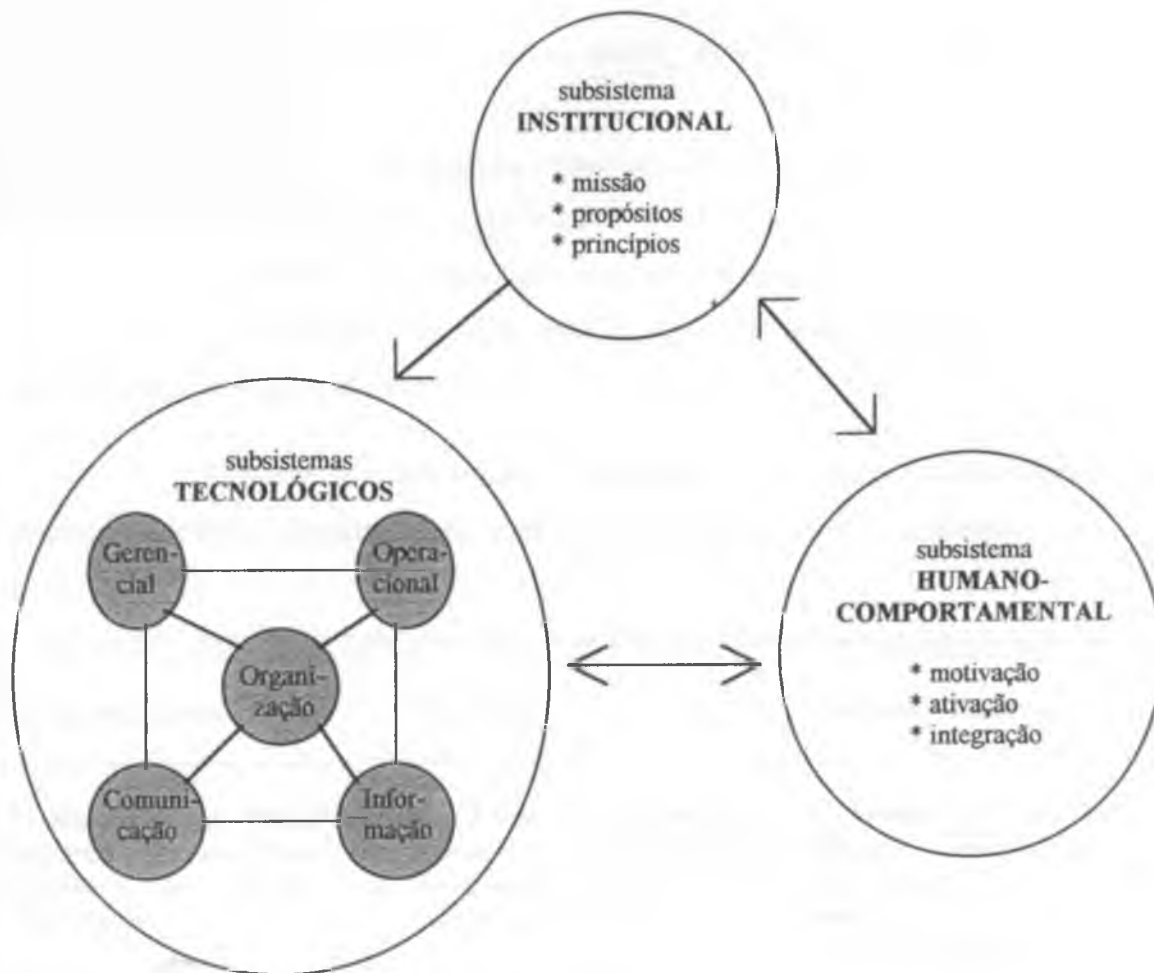 subsistema
INSTITUCIONAL
* missão
* propósitos
* princípios
subsistemas
TECNOLÓGICOS
Geren-
cial
Opera-
cional
Organi-
zação
Comuni-
cação
Infor-
mação
subsistema
HUMANO-
COMPORTAMENTAL
* motivação
* ativação
* integração